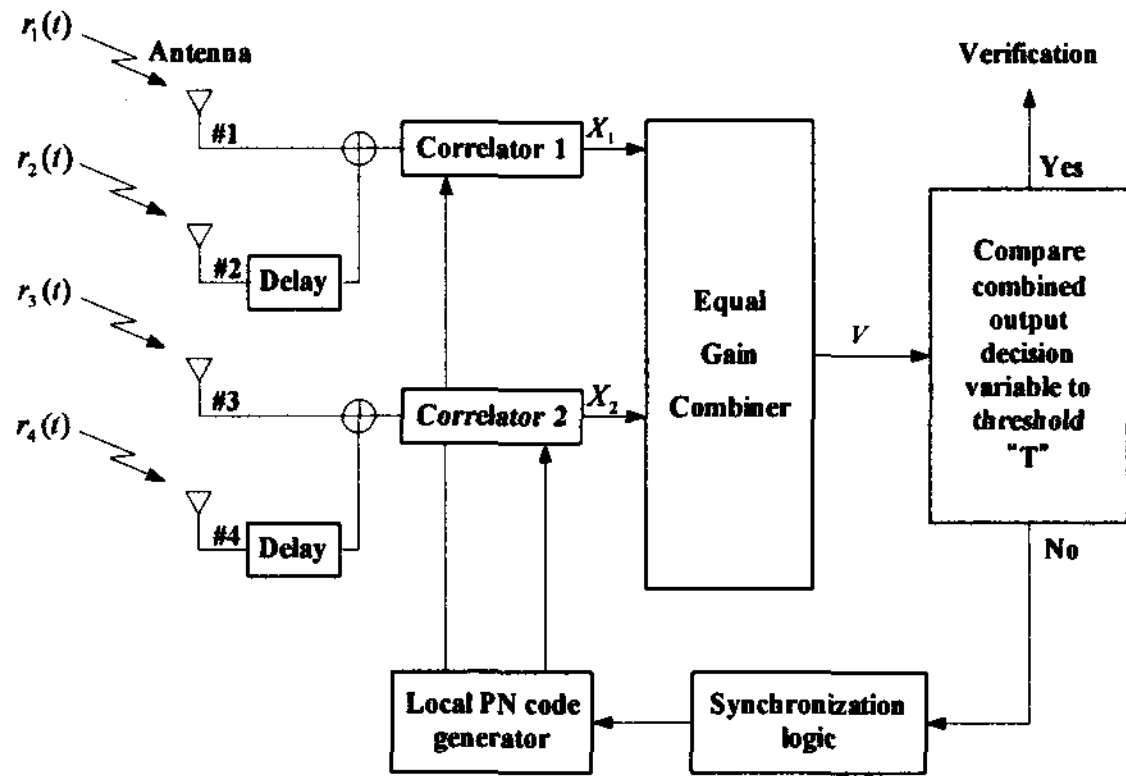 r₁(t)
Antenna
#1
r₂(t)
#2
Delay
r₃(t)
#3
r₄(t)
#4
Delay
Correlator 1
X₁
Correlator 2
X₂
Equal
Gain
Combiner
V
Verification
Yes
Compare
combined
output
decision
variable to
threshold
"T"
No
Local PN code
generator
Synchronization
logic